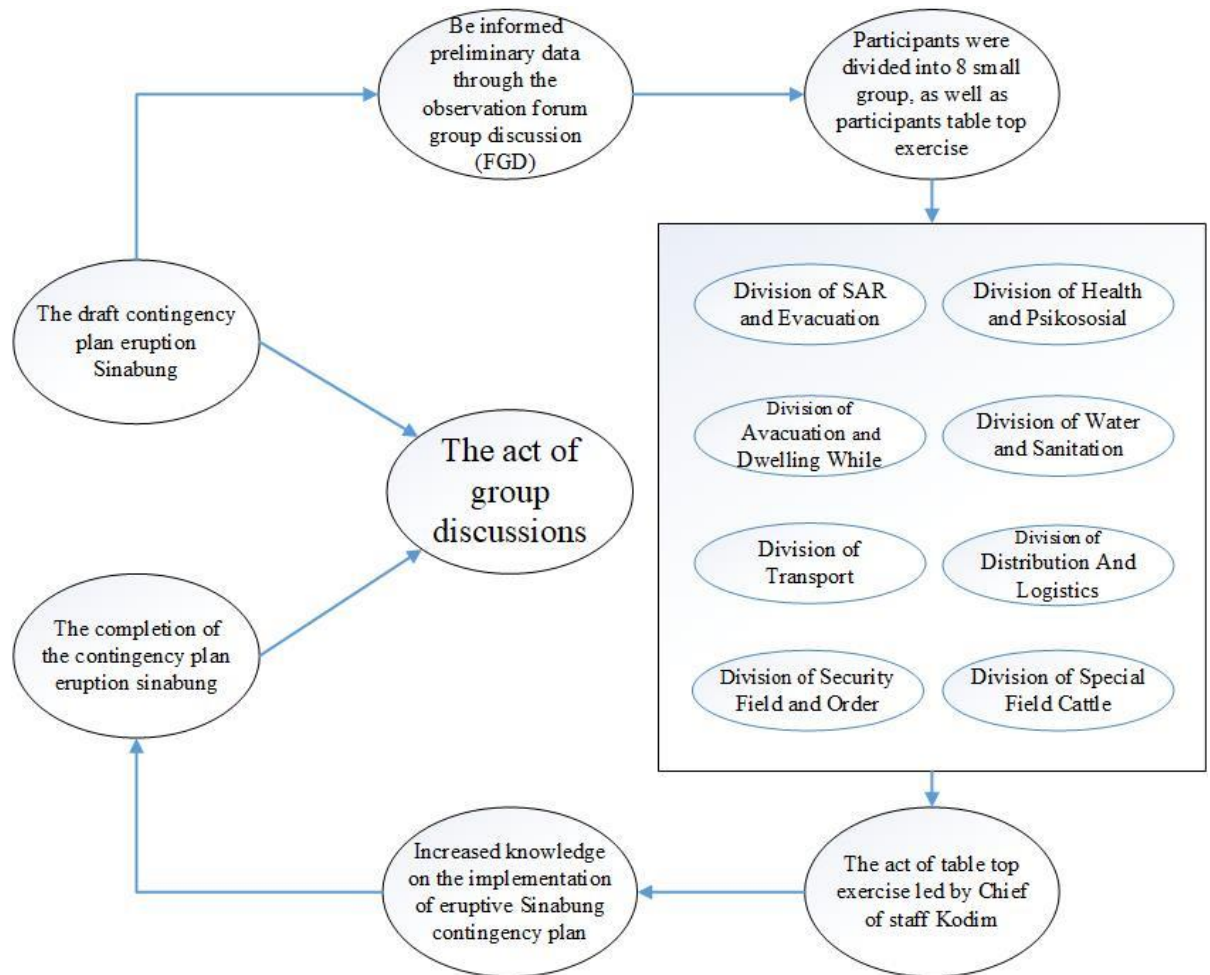 Be informed
preliminary data
through the
observation forum
group discussion
(FGD)
Participants were
divided into 8 small
group, as well as
participants table top
exercise
The draft contingency
plan eruption
Sinabung
The act of
group
discussions
Division of SAR
and Evacuation
Division of Health
and Psikososial
Division of
Avacuation and
Dwelling While
Division of Water
and Sanitation
Division of
Transport
Division of
Distribution And
Logistics
Division of Security
Field and Order
Division of Special
Field Cattle
The completion of
the contingency plan
eruption sinabung
Increased knowledge
on the implementation
of eruptive Sinabung
contingency plan
The act of table top
exercise led by Chief
of staff Kodim